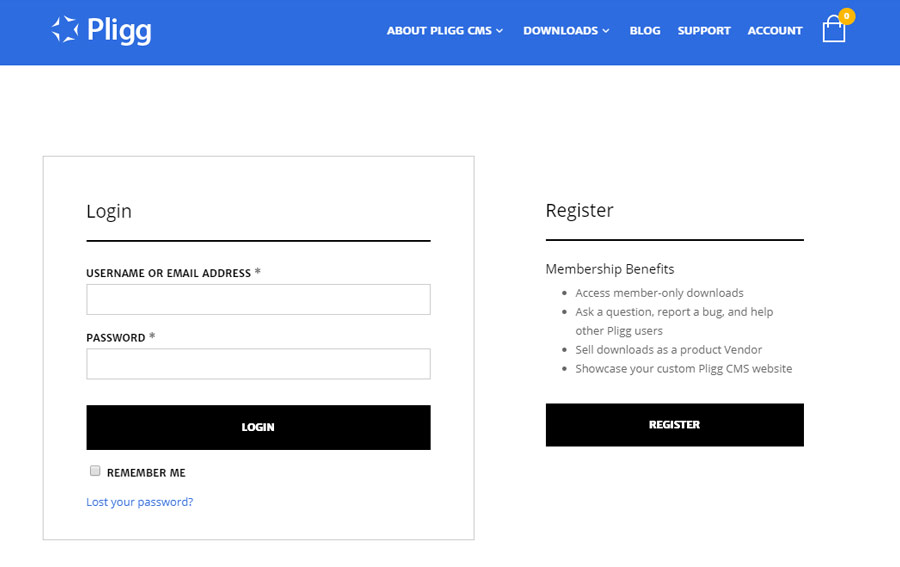 Pligg
ABOUT PLIGG CMS
DOWNLOADS
BLOG
SUPPORT
ACCOUNT
0
Login
USERNAME OR EMAIL ADDRESS *
PASSWORD *
LOGIN
REMEMBER ME
Lost your password?
Register
Membership Benefits
Access member-only downloads
Ask a question, report a bug, and help
other Pligg users
Sell downloads as a product Vendor
Showcase your custom Pligg CMS website
REGISTER